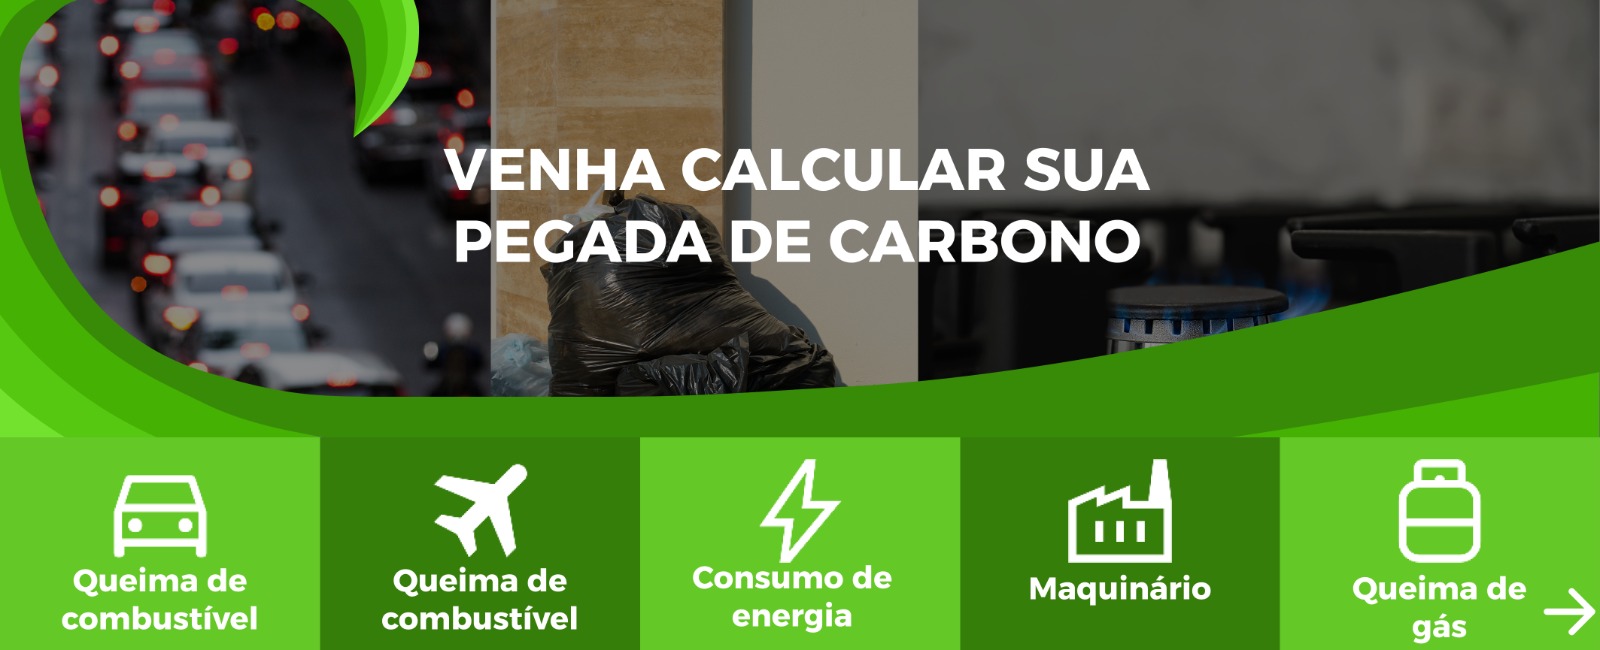 VENHA CALCULAR SUA
PEGADA DE CARBONO
Queima de
combustível
Queima de
combustível
Consumo de
energia
Maquinário
Queima de
gás